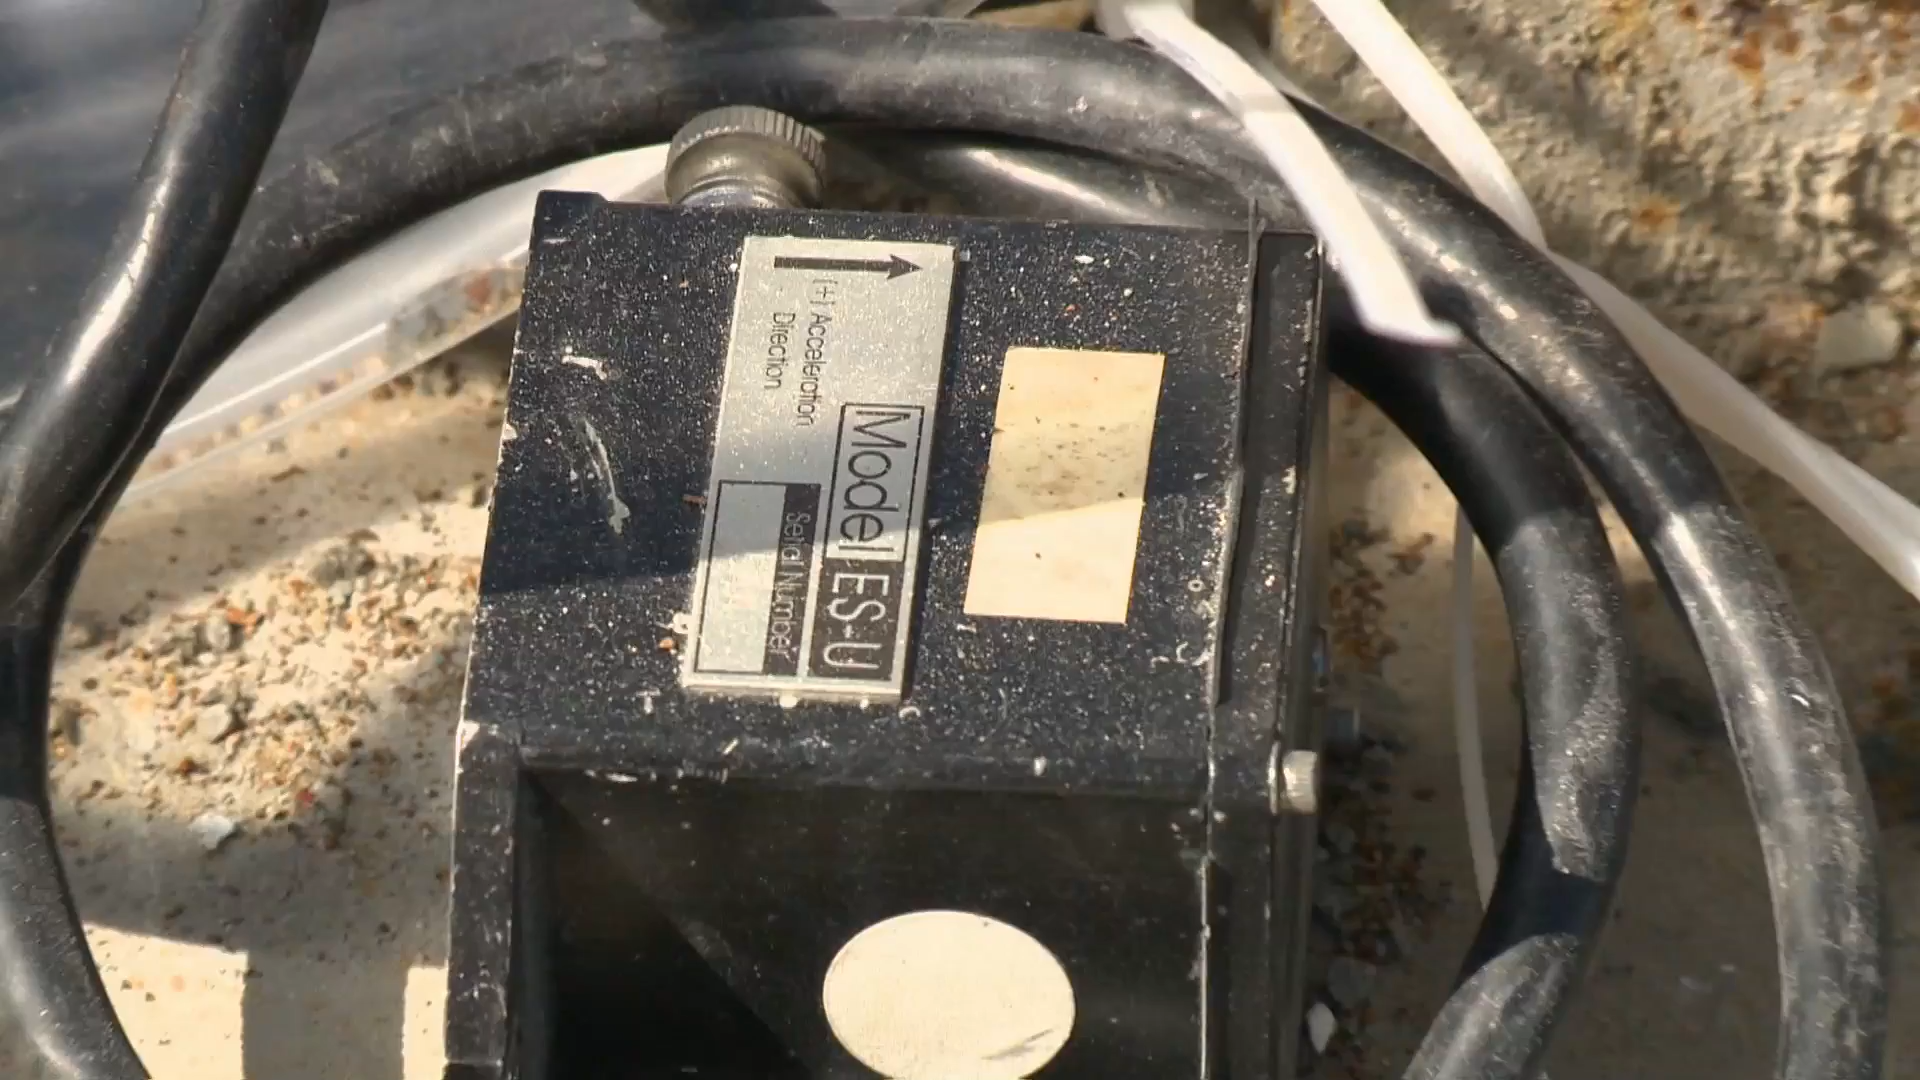 (+) Acceleration
Direction
Model ES-U
Serial Number